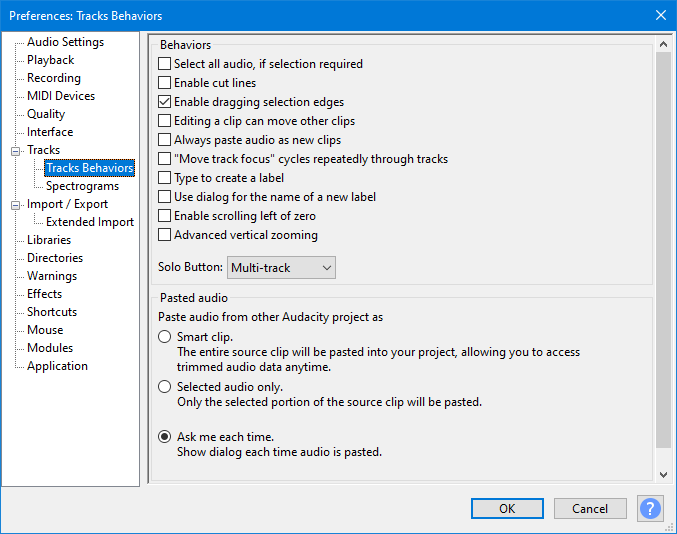 Preferences: Tracks Behaviors
Audio Settings
Playback
Recording
MIDI Devices
Quality
Interface
Tracks
Tracks Behaviors
Spectrograms
Import / Export
Extended Import
Libraries
Directories
Warnings
Effects
Shortcuts
Mouse
Modules
Application
Behaviors
Select all audio, if selection required
Enable cut lines
Enable dragging selection edges
Editing a clip can move other clips
Always paste audio as new clips
"Move track focus" cycles repeatedly through tracks
Type to create a label
Use dialog for the name of a new label
Enable scrolling left of zero
Advanced vertical zooming
Solo Button: Multi-track
Pasted audio
Paste audio from other Audacity project as
Smart clip.
The entire source clip will be pasted into your project, allowing you to access
trimmed audio data anytime.
Selected audio only.
Only the selected portion of the source clip will be pasted.
Ask me each time.
Show dialog each time audio is pasted.
OK Cancel ?